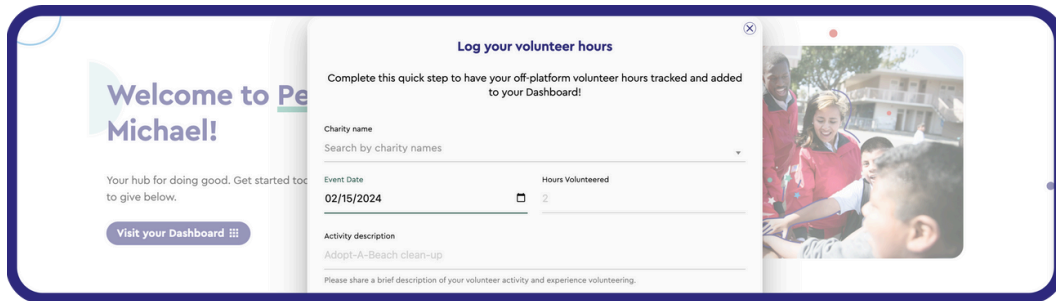 Log your volunteer hours
Complete this quick step to have your off-platform volunteer hours tracked and added
to your Dashboard!
Welcome to Pe
Michael!
Your hub for doing good. Get started too
to give below.
Visit your Dashboard
Charity name
Search by charity names
Event Date
02/15/2024
Hours Volunteered
2
Activity description
Adopt-A-Beach clean-up
Please share a brief description of your volunteer activity and experience volunteering.